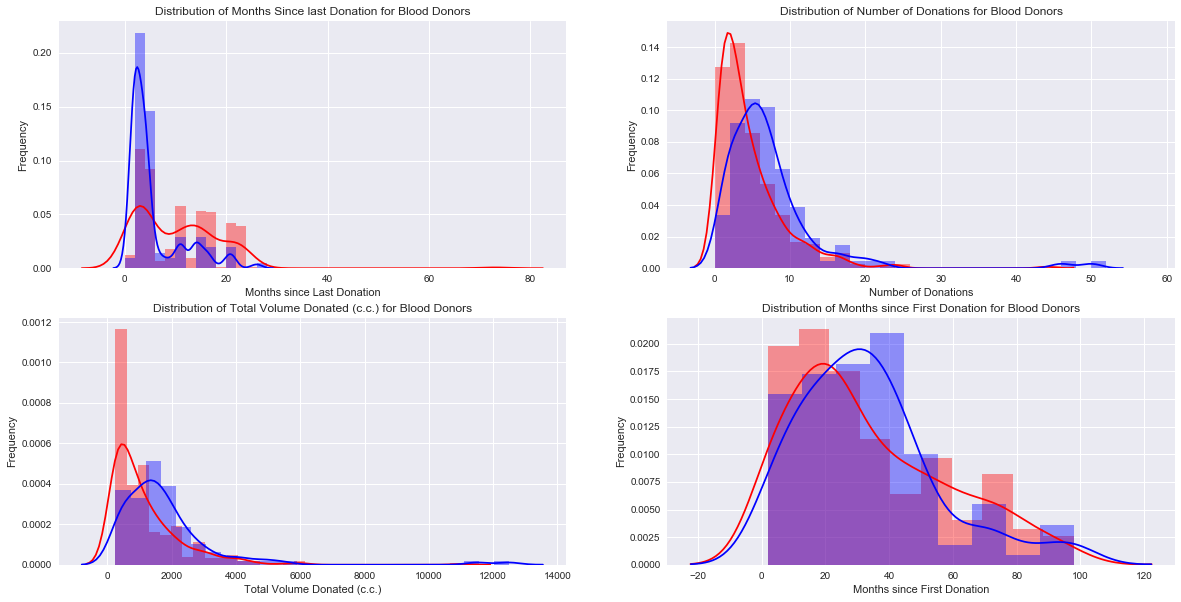 Distribution of Months Since last Donation for Blood Donors
Frequency
0.20
0.15
0.10
0.05
0.00
0 20 40 60 80
Months since Last Donation
Distribution of Number of Donations for Blood Donors
Frequency
0.14
0.12
0.10
0.08
0.06
0.04
0.02
0.00
0 10 20 30 40 50 60
Number of Donations
Distribution of Total Volume Donated (c.c.) for Blood Donors
Frequency
0.0012
0.0010
0.0008
0.0006
0.0004
0.0002
0.0000
0 2000 4000 6000 8000 10000 12000 14000
Total Volume Donated (c.c.)
Distribution of Months since First Donation for Blood Donors
Frequency
0.0200
0.0175
0.0150
0.0125
0.0100
0.0075
0.0050
0.0025
0.0000
−20 0 20 40 60 80 100 120
Months since First Donation